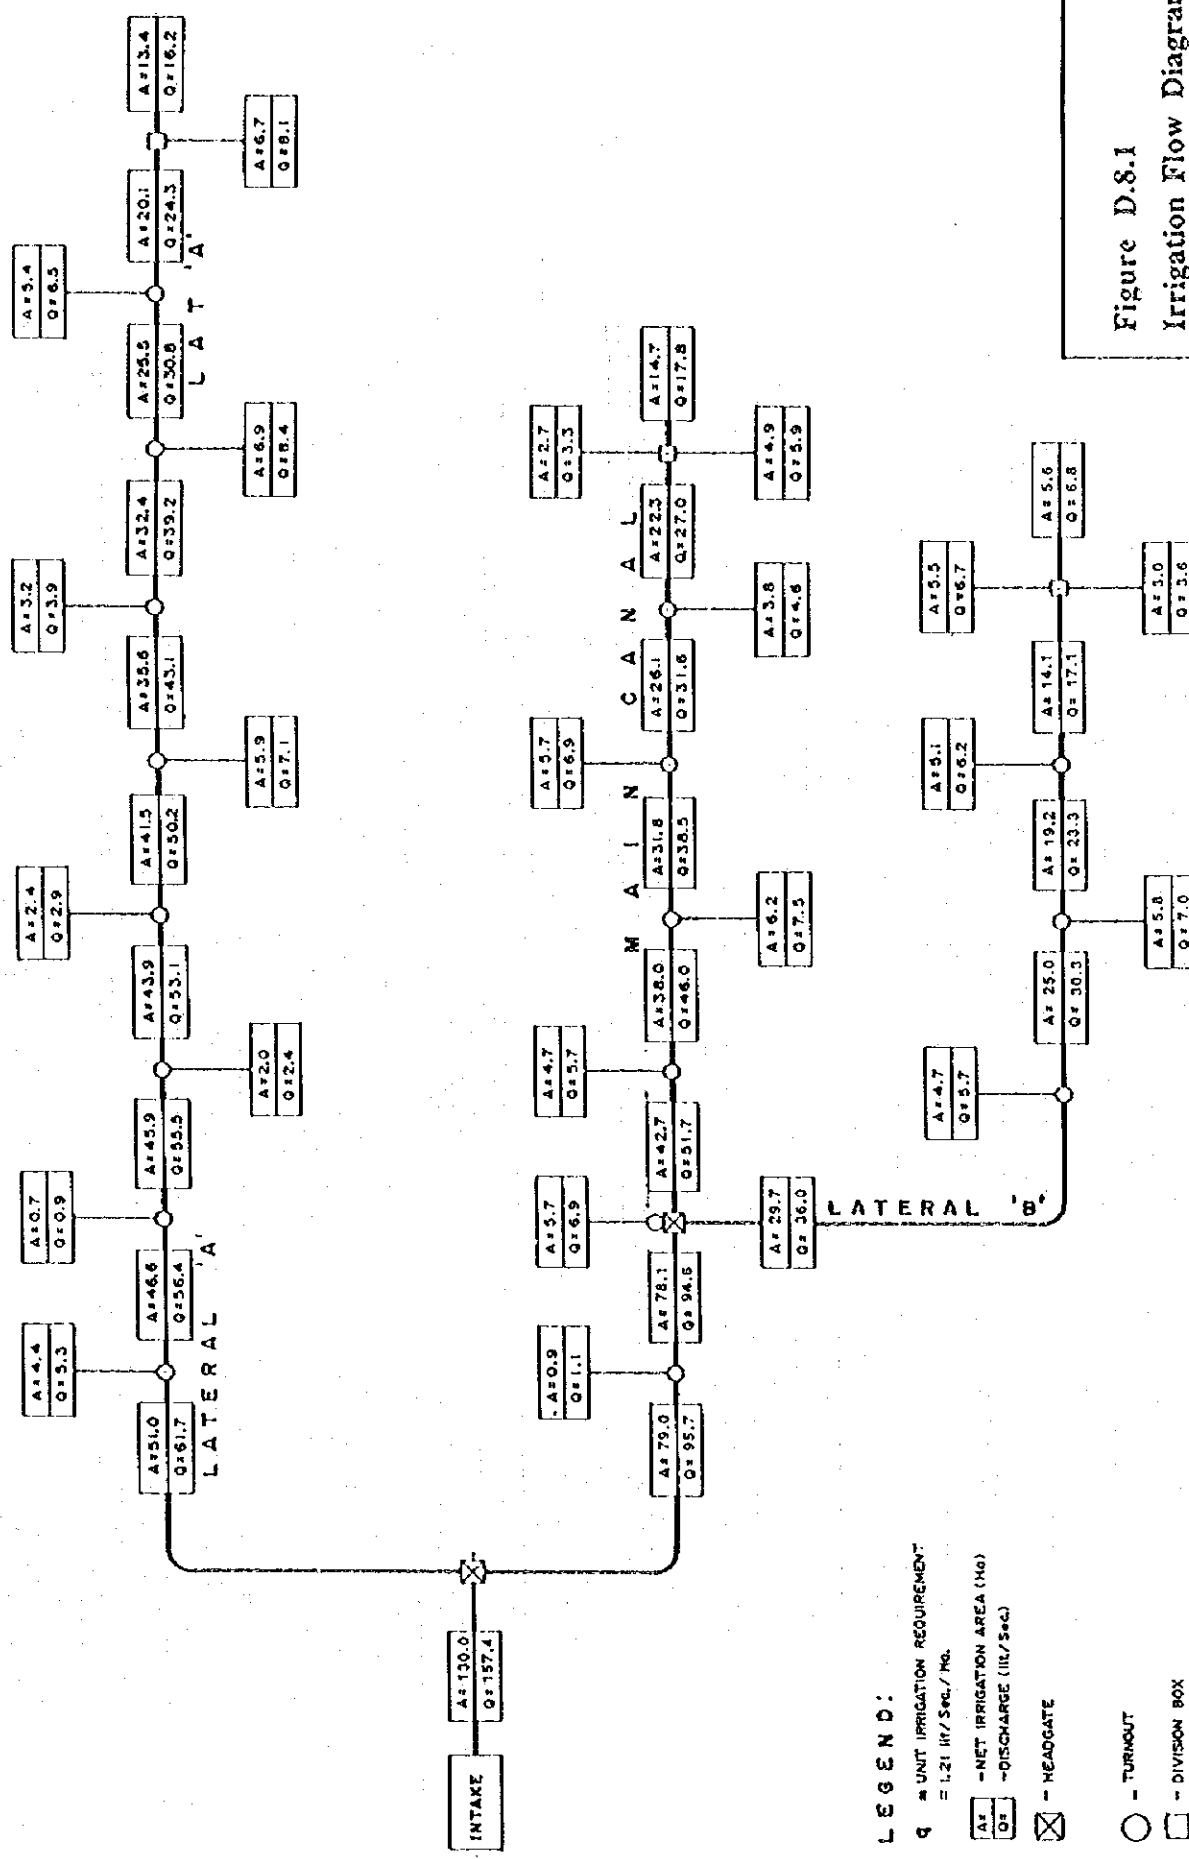 A=4.4
Q=5.3
A=0.7
Q=0.9
A=2.4
Q=2.9
A=3.2
Q=3.9
A=5.4
Q=6.5
A=51.0
Q=61.7
A=46.6
Q=56.4
A=45.9
Q=55.5
A=43.9
Q=53.1
A=41.5
Q=50.2
A=35.6
Q=43.1
A=32.4
Q=39.2
A=25.5
Q=30.8
A=20.1
Q=24.3
A=13.4
Q=16.2
LATERAL 'A'
LAT 'A'
A=2.0
Q=2.4
A=5.9
Q=7.1
A=6.9
Q=8.4
A=6.7
Q=8.1
INTAKE
A=130.0
Q=157.4
A=0.9
Q=1.1
A=5.7
Q=6.9
A=4.7
Q=5.7
A=5.7
Q=6.9
A=2.7
Q=3.3
MAIN CANAL
A=79.0
Q=95.7
A=78.1
Q=94.6
A=42.7
Q=51.7
A=38.0
Q=46.0
A=31.8
Q=38.5
A=26.1
Q=31.6
A=22.3
Q=27.0
A=14.7
Q=17.8
A=29.7
Q=36.0
A=6.2
Q=7.5
A=3.8
Q=4.6
A=4.9
Q=5.9
LATERAL 'B'
A=4.7
Q=5.7
A=5.1
Q=6.2
A=5.5
Q=6.7
A=25.0
Q=30.3
A=19.2
Q=23.3
A=14.1
Q=17.1
A=5.6
Q=6.8
A=5.8
Q=7.0
A=3.0
Q=3.6
LEGEND:
q = UNIT IRRIGATION REQUIREMENT
= 1.21 lit/Sec./Ha.
A= - NET IRRIGATION AREA (Ha)
Q= - DISCHARGE (lit/Sec.)
- HEADGATE
- TURNOUT
- DIVISION BOX
Figure D.8.1
Irrigation Flow Diagra